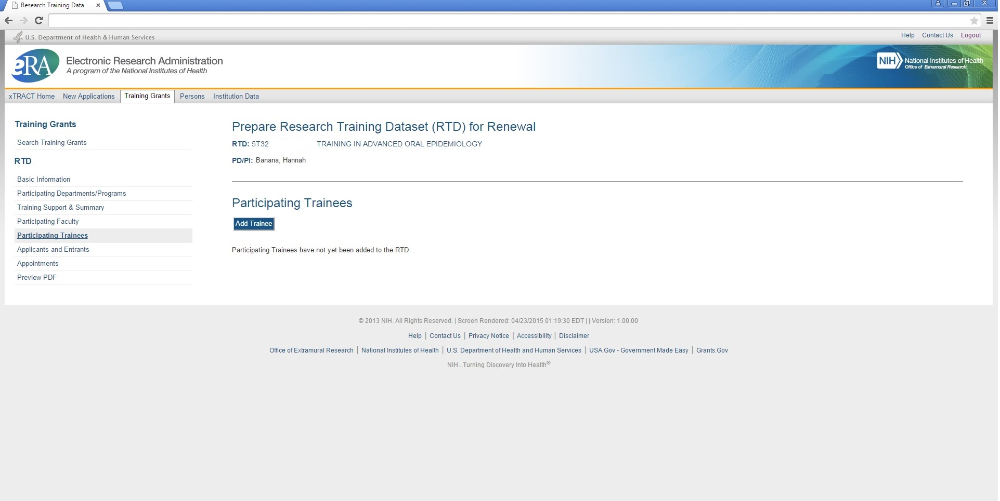 Research Training Data
U.S. Department of Health & Human Services
Help Contact Us Logout
eRA Electronic Research Administration
A program of the National Institutes of Health
NIH National Institutes of Health
Office of Extramural Research
xTRACT Home New Applications Training Grants Persons Institution Data
Training Grants
Search Training Grants
RTD
Basic Information
Participating Departments/Programs
Training Support & Summary
Participating Faculty
Participating Trainees
Applicants and Entrants
Appointments
Preview PDF
Prepare Research Training Dataset (RTD) for Renewal
RTD: 5T32 TRAINING IN ADVANCED ORAL EPIDEMIOLOGY
PD/PI: Banana, Hannah
Participating Trainees
Add Trainee
Participating Trainees have not yet been added to the RTD.
© 2013 NIH. All Rights Reserved. | Screen Rendered: 04/23/2015 01:19:30 EDT | | Version: 1.00.00
Help | Contact Us | Privacy Notice | Accessibility | Disclaimer
Office of Extramural Research | National Institutes of Health | U.S. Department of Health and Human Services | USA.Gov - Government Made Easy | Grants.Gov
NIH...Turning Discovery Into Health®